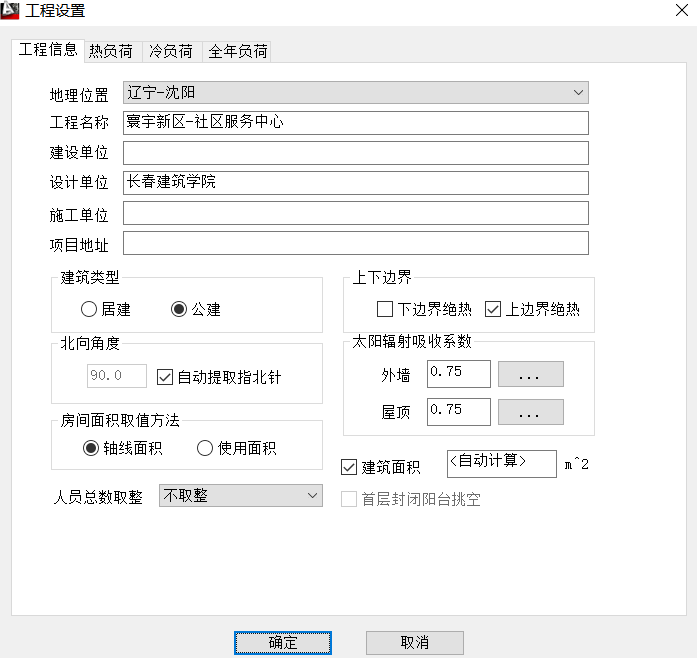 工程设置
工程信息 热负荷 冷负荷 全年负荷
地理位置 辽宁-沈阳
工程名称 寰宇新区-社区服务中心
建设单位
设计单位 长春建筑学院
施工单位
项目地址
建筑类型
居建 公建
上下边界
下边界绝热 上边界绝热
北向角度
90.0 自动提取指北针
太阳辐射吸收系数
外墙 0.75 ...
屋顶 0.75 ...
房间面积取值方法
轴线面积 使用面积
建筑面积 <自动计算> m^2
人员总数取整 不取整
首层封闭阳台挑空
确定 取消